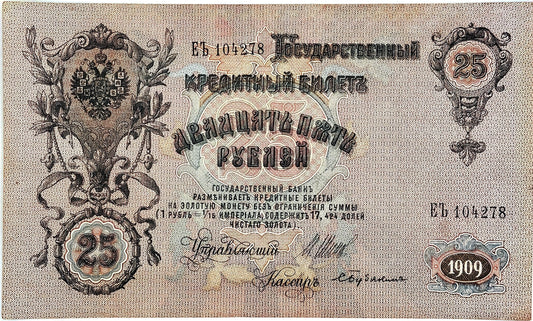 ЕЪ 104278
Государственный
25
Кредитный Билетъ
Двадцать пять
рублей
Государственный Банкъ
размѣниваетъ кредитные билеты
на золотую монету безъ ограниченія суммы
(1 рубль = 1/15 империала, содержитъ 17,424 долей
чистаго золота)
ЕЪ 104278
25
Управляющій
Кассиръ
1909